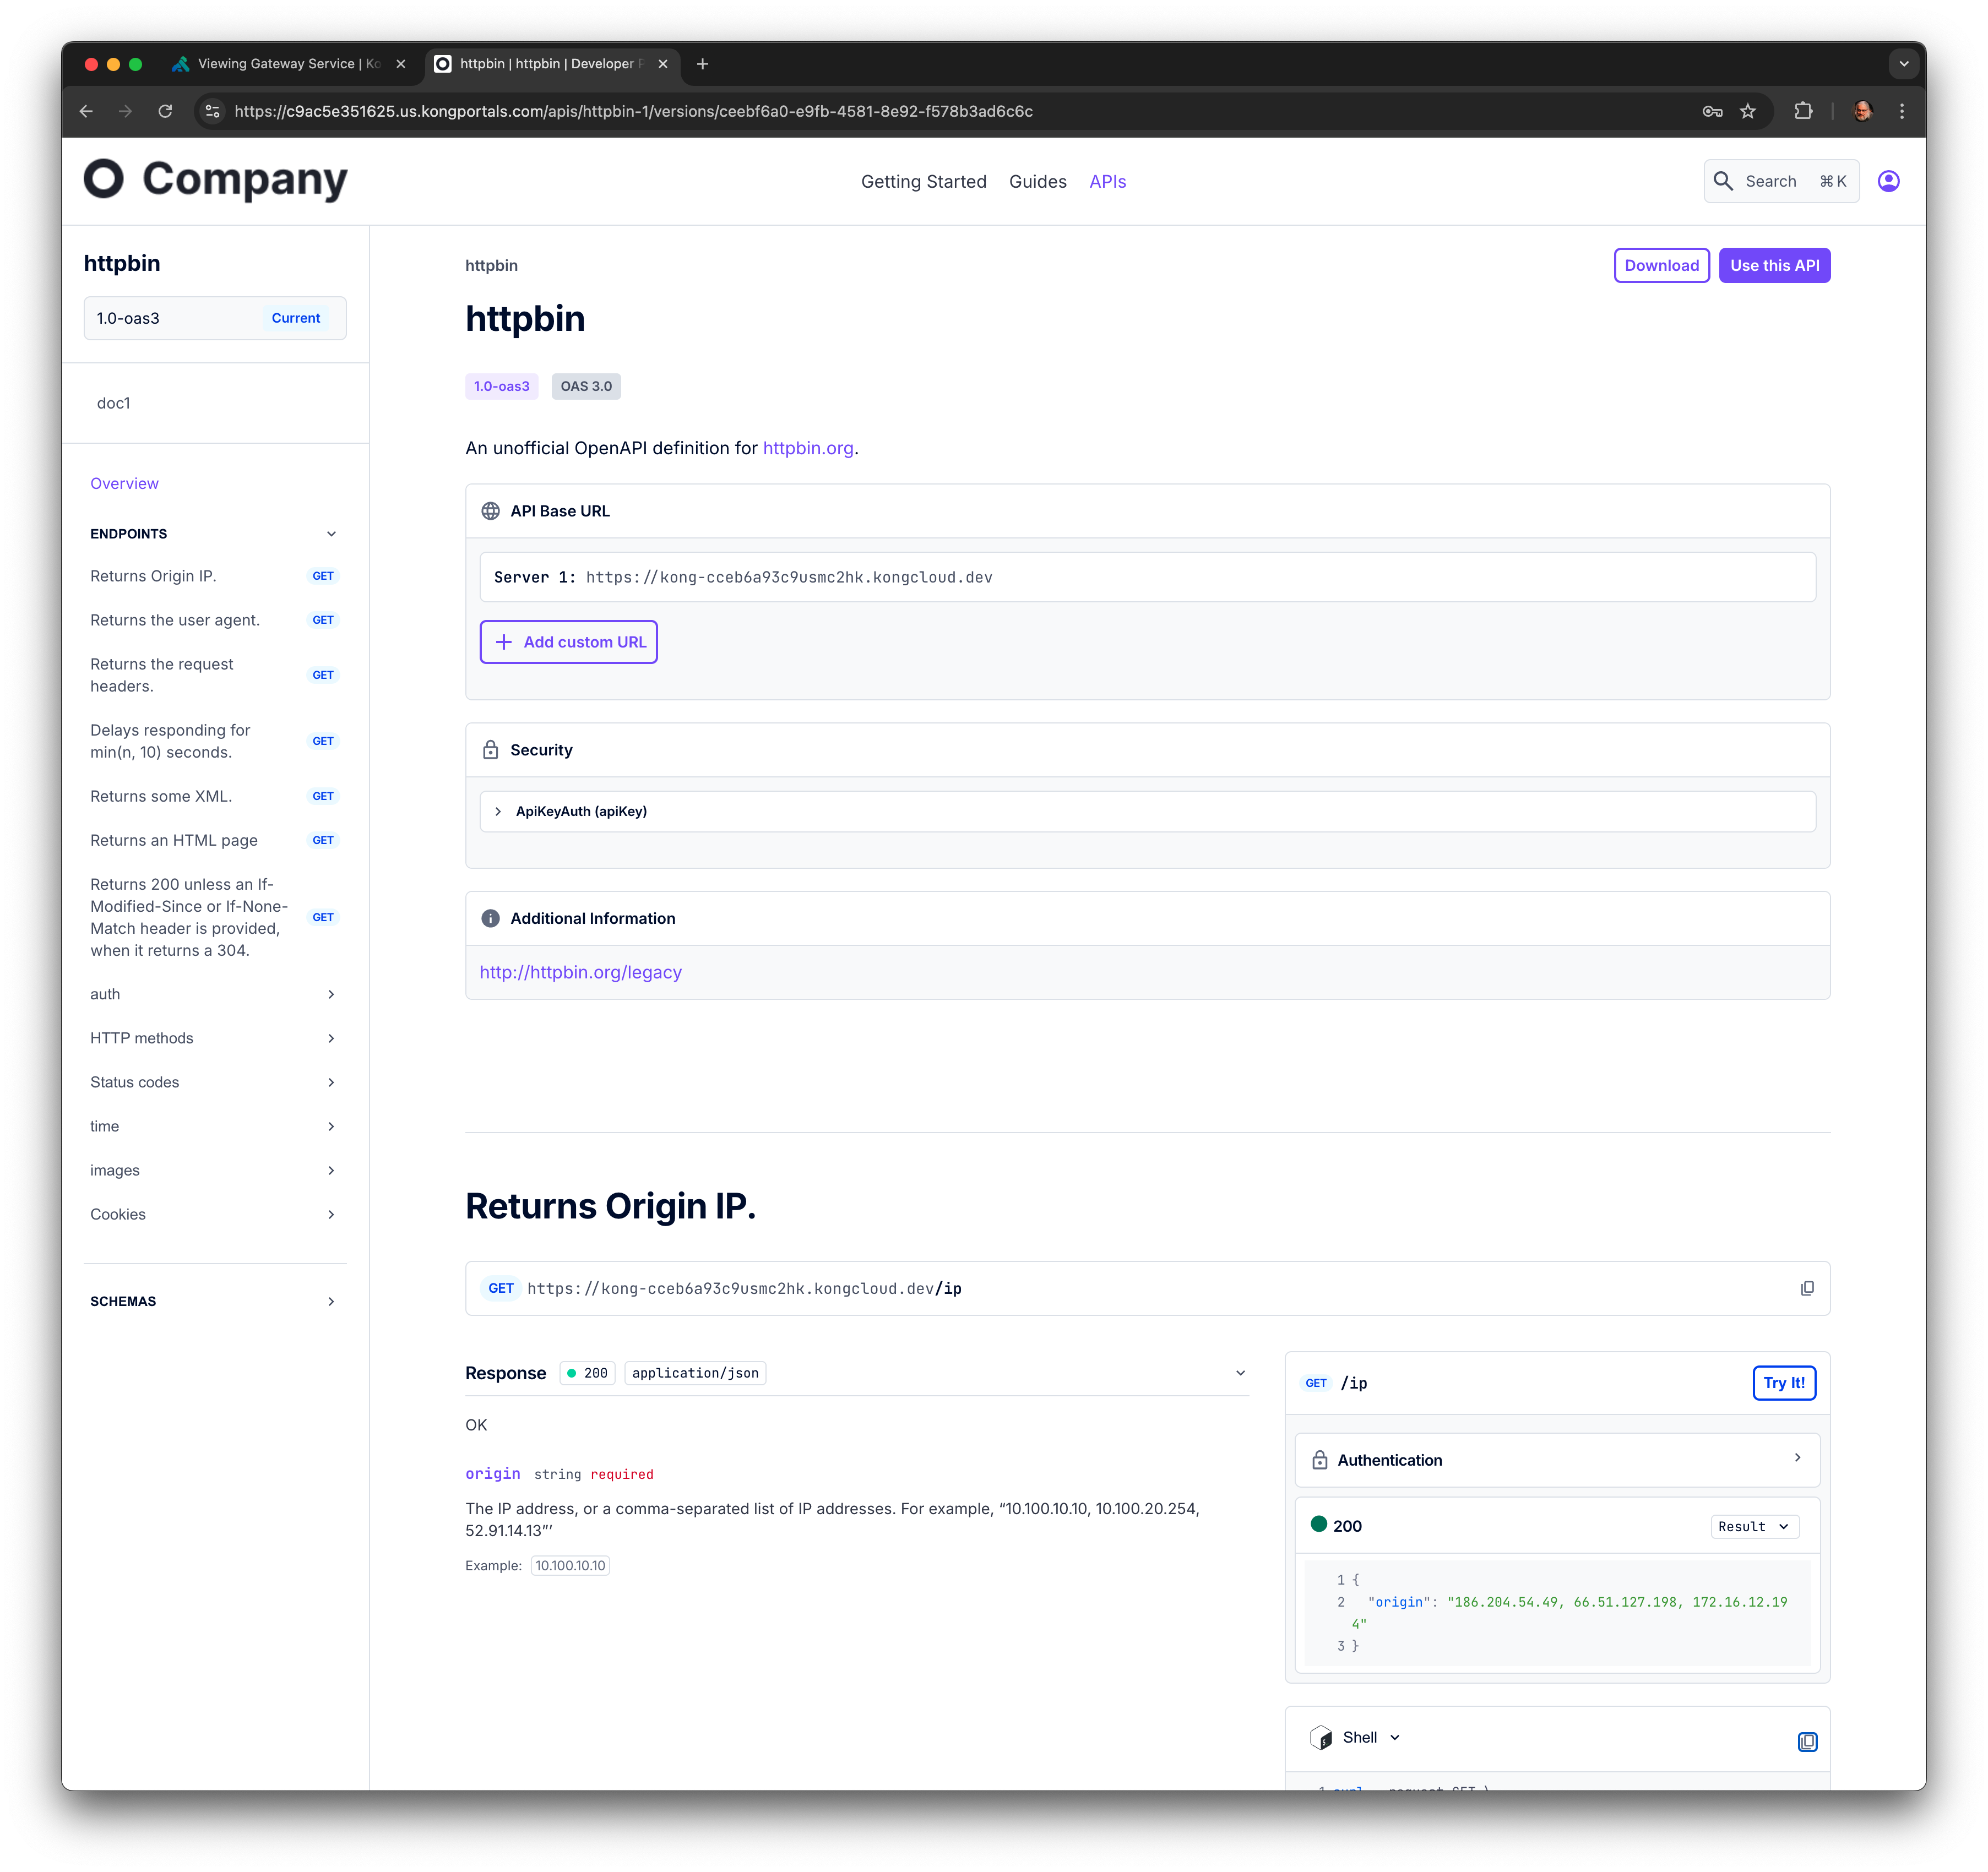 Viewing Gateway Service | Ko
httpbin | httpbin | Developer P
https://c9ac5e351625.us.kongportals.com/apis/httpbin-1/versions/ceebf6a0-e9fb-4581-8e92-f578b3ad6c6c
Company
Getting Started
Guides
APIs
Search
⌘ K
httpbin
1.0-oas3 Current
doc1
Overview
ENDPOINTS
Returns Origin IP. GET
Returns the user agent. GET
Returns the request
headers. GET
Delays responding for
min(n, 10) seconds. GET
Returns some XML. GET
Returns an HTML page GET
Returns 200 unless an If-
Modified-Since or If-None-
Match header is provided,
when it returns a 304. GET
auth
HTTP methods
Status codes
time
images
Cookies
SCHEMAS
httpbin
Download
Use this API
httpbin
1.0-oas3 OAS 3.0
An unofficial OpenAPI definition for httpbin.org.
API Base URL
Server 1: https://kong-cceb6a93c9usmc2hk.kongcloud.dev
+ Add custom URL
Security
ApiKeyAuth (apiKey)
Additional Information
http://httpbin.org/legacy
Returns Origin IP.
GET https://kong-cceb6a93c9usmc2hk.kongcloud.dev/ip
Response 200 application/json
OK
origin string required
The IP address, or a comma-separated list of IP addresses. For example, “10.100.10.10, 10.100.20.254,
52.91.14.13”’
Example: 10.100.10.10
GET /ip
Try It!
Authentication
200
Result
1 {
2 "origin": "186.204.54.49, 66.51.127.198, 172.16.12.19
4"
3 }
Shell
1 curl --request GET \